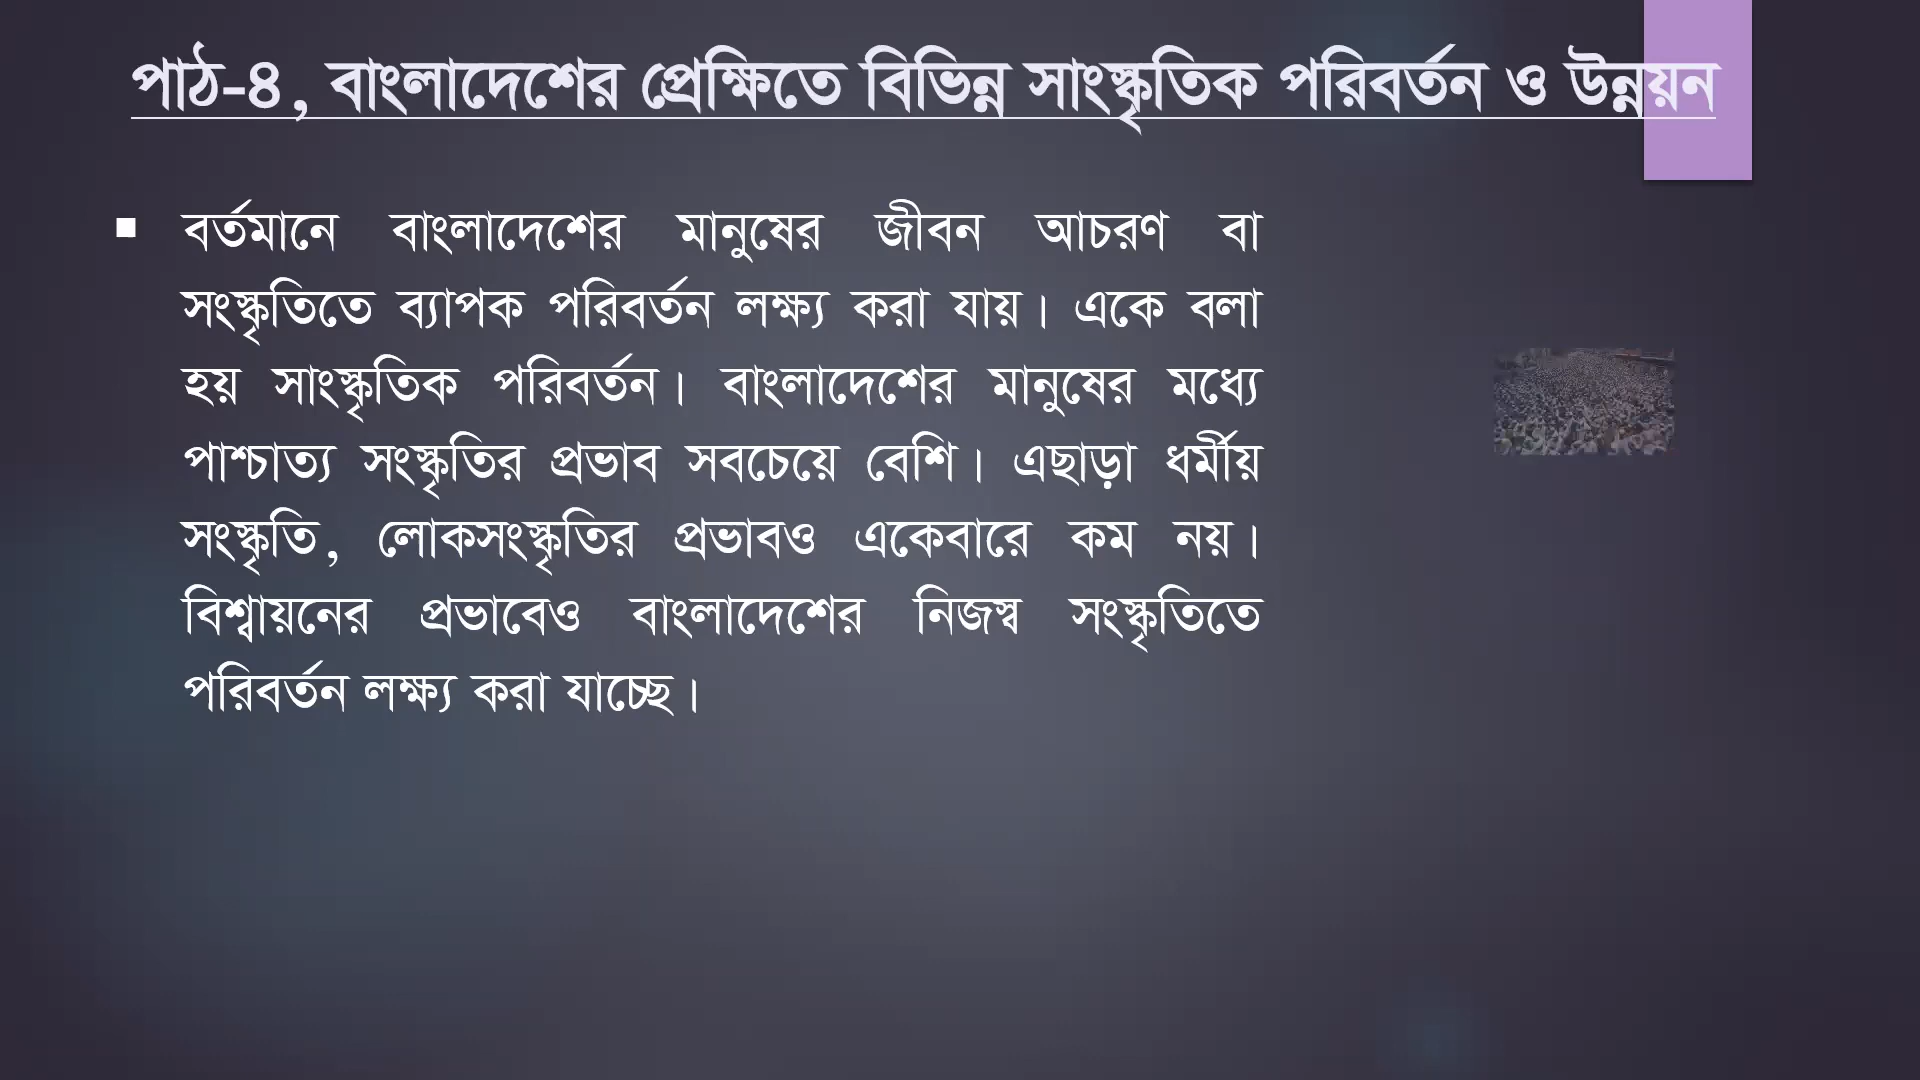 পাঠ-৪, বাংলাদেশের প্রেক্ষিতে বিভিন্ন সাংস্কৃতিক পরিবর্তন ও উন্নয়ন
▪ বর্তমানে বাংলাদেশের মানুষের জীবন আচরণ বা
সংস্কৃতিতে ব্যাপক পরিবর্তন লক্ষ্য করা যায়। একে বলা
হয় সাংস্কৃতিক পরিবর্তন। বাংলাদেশের মানুষের মধ্যে
পাশ্চাত্য সংস্কৃতির প্রভাব সবচেয়ে বেশি। এছাড়া ধর্মীয়
সংস্কৃতি, লোকসংস্কৃতির প্রভাবও একেবারে কম নয়।
বিশ্বায়নের প্রভাবেও বাংলাদেশের নিজস্ব সংস্কৃতিতে
পরিবর্তন লক্ষ্য করা যাচ্ছে।